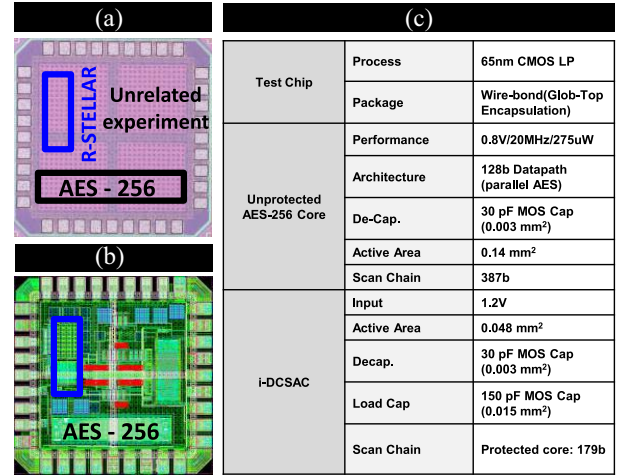 (a)
R-STELLAR
Unrelated
experiment
AES - 256
(b)
AES - 256
(c)
Test Chip
Process
65nm CMOS LP
Package
Wire-bond(Glob-Top
Encapsulation)
Unprotected
AES-256 Core
Performance
0.8V/20MHz/275uW
Architecture
128b Datapath
(parallel AES)
De-Cap.
30 pF MOS Cap
(0.003 mm²)
Active Area
0.14 mm²
Scan Chain
387b
i-DCSAC
Input
1.2V
Active Area
0.048 mm²
Decap.
30 pF MOS Cap
(0.003 mm²)
Load Cap
150 pF MOS Cap
(0.015 mm²)
Scan Chain
Protected core: 179b